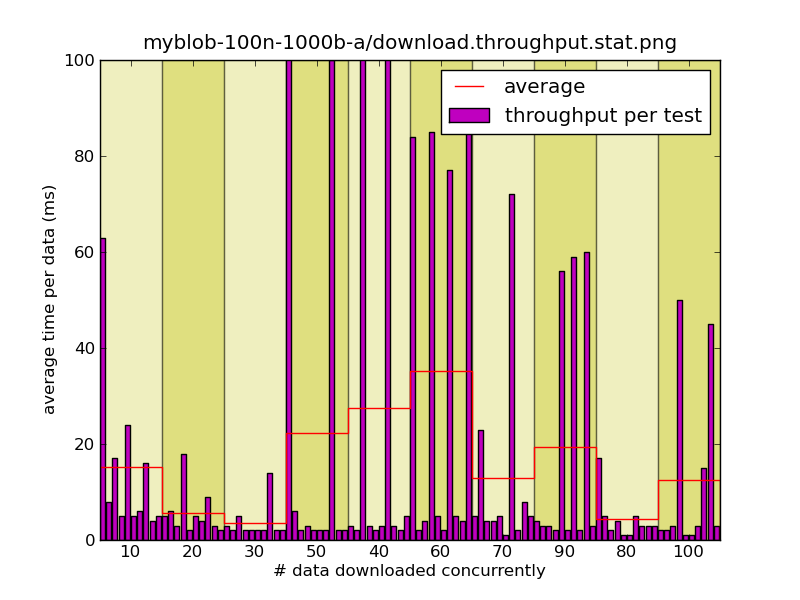 myblob-100n-1000b-a/download.throughput.stat.png
average
throughput per test
average time per data (ms)
100
80
60
40
20
0
10 20 30 50 40 60 70 90 80 100
# data downloaded concurrently